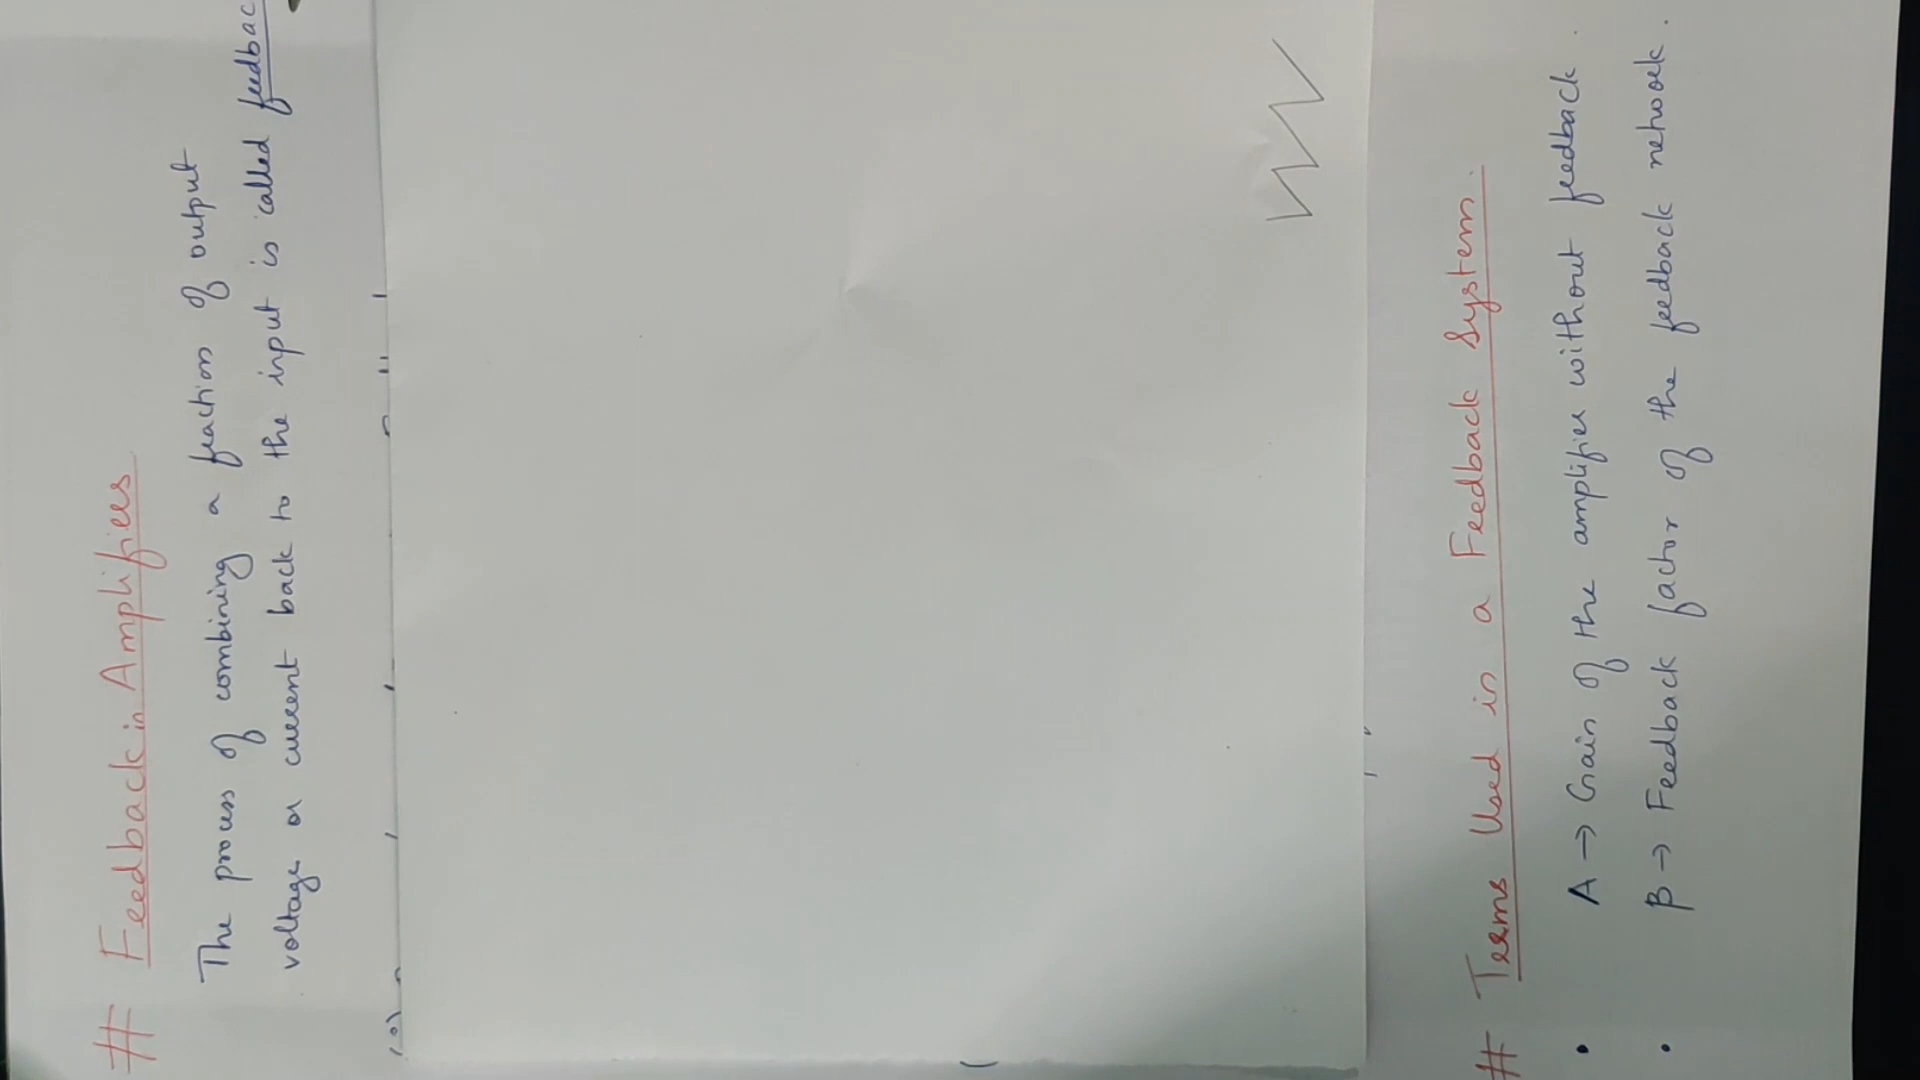 # Feedback in Amplifiers
The process of combining a fraction of output
voltage or current back to the input is called feedbac
# Terms Used in a Feedback System.
• A → Gain of the amplifier without feedback.
• β → Feedback factor of the feedback network.